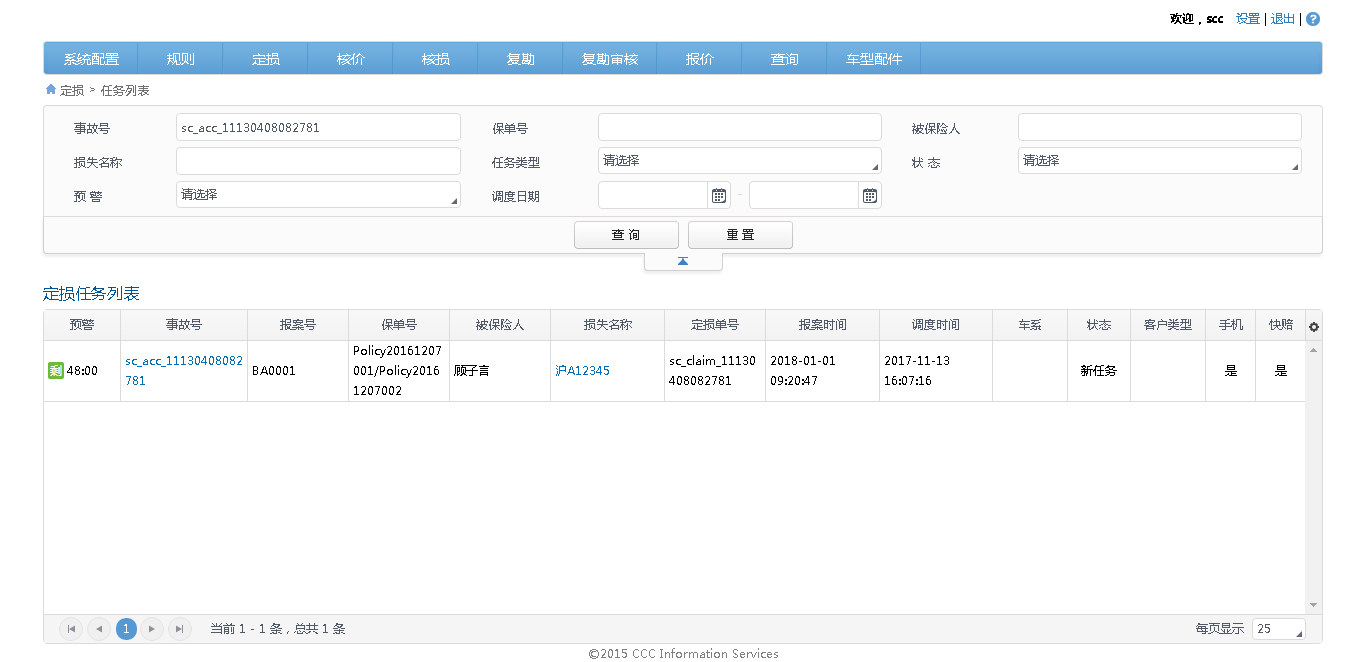 欢迎，scc 设置 | 退出 | ?
系统配置 规则 定损 核价 核损 复勘 复勘审核 报价 查询 车型配件
定损 > 任务列表
事故号 sc_acc_11130408082781 保单号 被保险人
损失名称 任务类型 请选择 状 态 请选择
预 警 请选择 调度日期 -
查 询 重 置
定损任务列表
预警 事故号 报案号 保单号 被保险人 损失名称 定损单号 报案时间 调度时间 车系 状态 客户类型 手机 快赔
剩 48:00
sc_acc_11130408082
781
BA0001
Policy20161207
001/Policy2016
1207002
顾子言
沪A12345
sc_claim_11130
408082781
2018-01-01
09:20:47
2017-11-13
16:07:16
新任务
是
是
1 当前 1 - 1 条，总共 1 条 每页显示 25
©2015 CCC Information Services